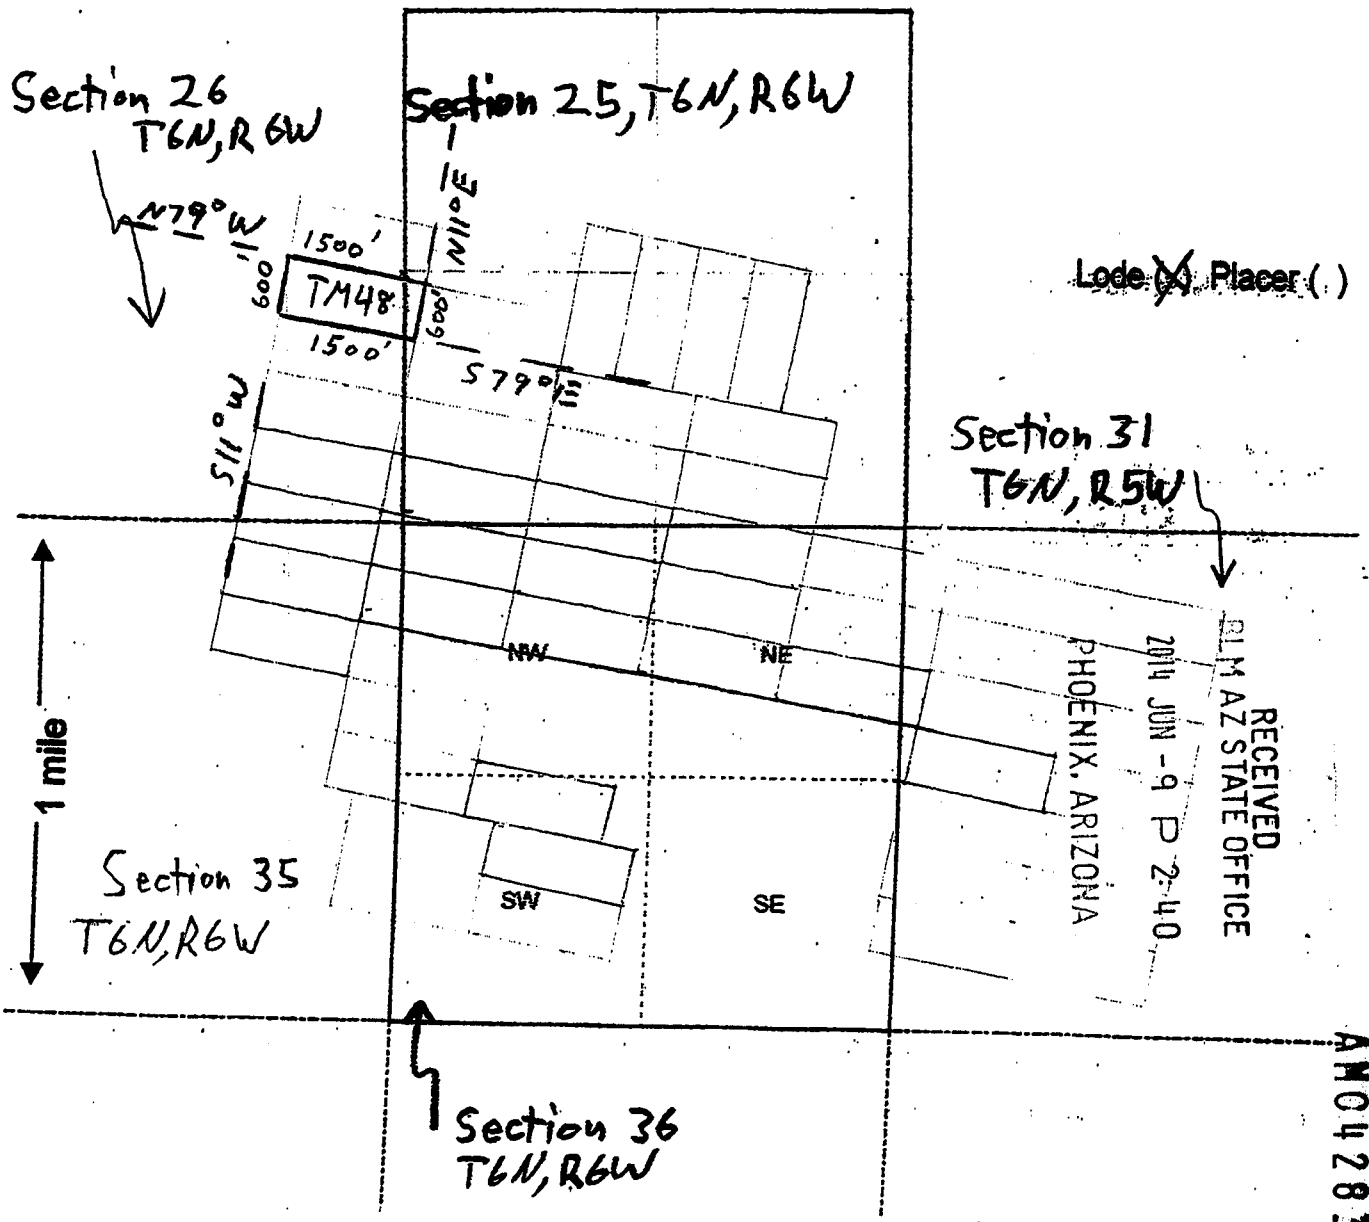 Section 26
T6N, R6W
Section 25, T6N, R6W
N11°E
N79°W
1500'
600'
TM48
600'
1500'
S79°E
S11°W
Lode (X) Placer ( )
Section 31
T6N, R5W
NW
NE
1 mile
RECEIVED
BLM AZ STATE OFFICE
2014 JUN -9 P 2:40
PHOENIX, ARIZONA
Section 35
T6N, R6W
SW
SE
Section 36
T6N, R6W